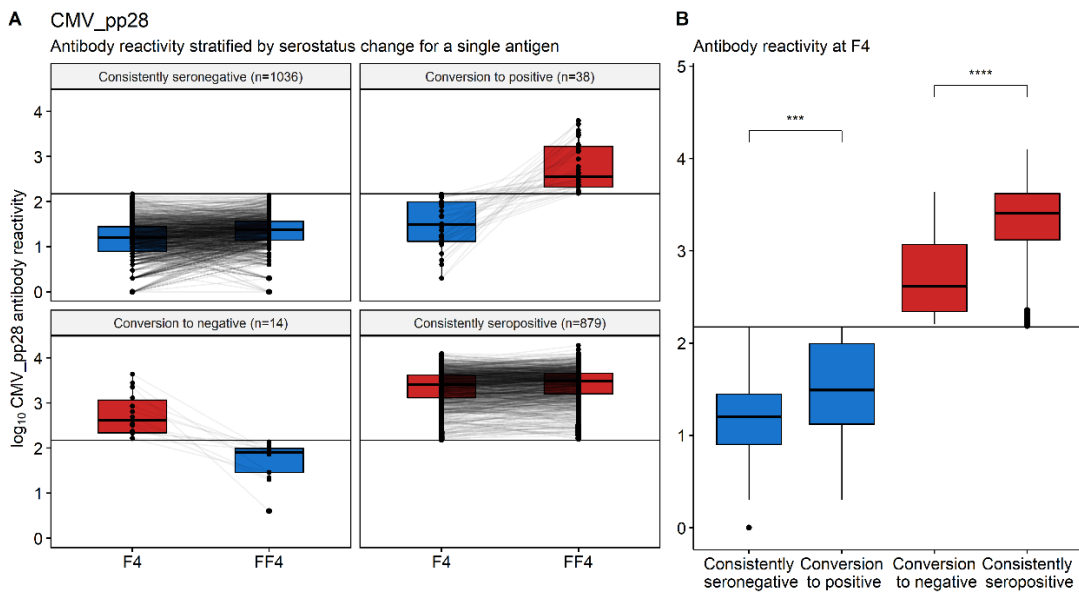 A
CMV_pp28
Antibody reactivity stratified by serostatus change for a single antigen
Consistently seronegative (n=1036)
Conversion to positive (n=38)
4
3
2
1
0
log10 CMV_pp28 antibody reactivity
Conversion to negative (n=14)
Consistently seropositive (n=879)
4
3
2
1
0
F4
FF4
F4
FF4
B
Antibody reactivity at F4
5
4
3
2
1
0
***
****
Consistently
seronegative
Conversion
to positive
Conversion
to negative
Consistently
seropositive